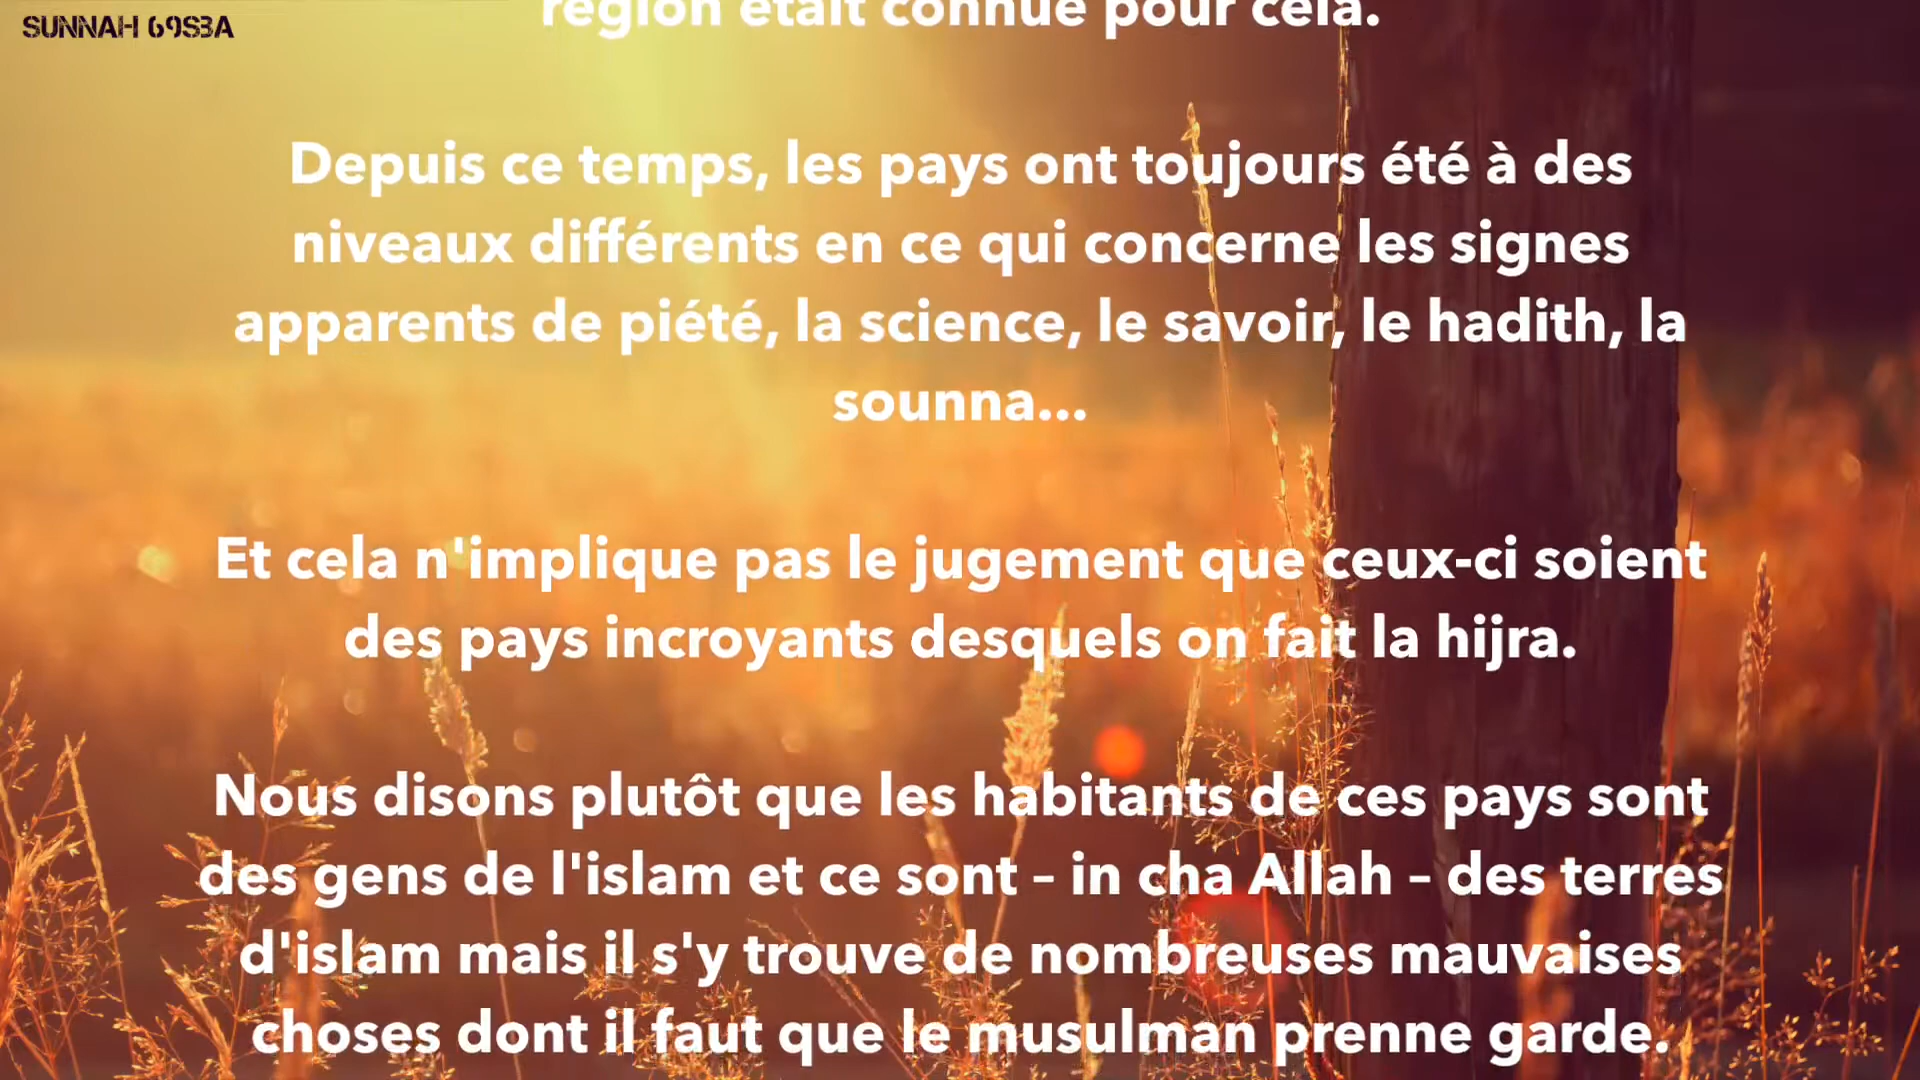 SUNNAH 69S3A
région était connue pour cela.
Depuis ce temps, les pays ont toujours été à des
niveaux différents en ce qui concerne les signes
apparents de piété, la science, le savoir, le hadith, la
sounna...
Et cela n'implique pas le jugement que ceux-ci soient
des pays incroyants desquels on fait la hijra.
Nous disons plutôt que les habitants de ces pays sont
des gens de l'islam et ce sont – in cha Allah – des terres
d'islam mais il s'y trouve de nombreuses mauvaises
choses dont il faut que le musulman prenne garde.